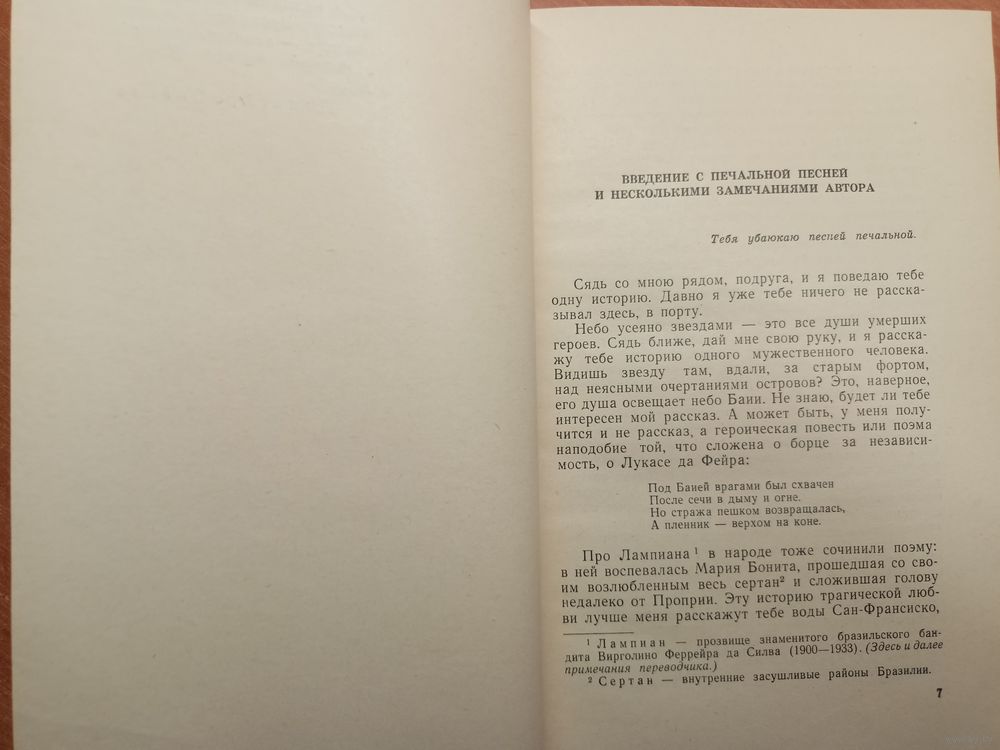 ВВЕДЕНИЕ С ПЕЧАЛЬНОЙ ПЕСНЕЙ
И НЕСКОЛЬКИМИ ЗАМЕЧАНИЯМИ АВТОРА
Тебя убаюкаю песней печальной.
Сядь со мною рядом, подруга, и я поведаю тебе
одну историю. Давно я уже тебе ничего не расска-
зывал здесь, в порту.
Небо усеяно звездами — это все души умерших
героев. Сядь ближе, дай мне свою руку, и я расска-
жу тебе историю одного мужественного человека.
Видишь звезду там, вдали, за старым фортом,
над неясными очертаниями островов? Это, наверное,
его душа освещает небо Баии. Не знаю, будет ли тебе
интересен мой рассказ. А может быть, у меня полу-
чится и не рассказ, а героическая повесть или поэма
наподобие той, что сложена о борце за независи-
мость, о Лукасе да Фейра:
Под Баией врагами был схвачен
После сечи в дыму и огне.
Но стража пешком возвращалась,
А пленник — верхом на коне.
Про Лампиана¹ в народе тоже сочинили поэму:
в ней воспевалась Мария Бонита, прошедшая со сво-
им возлюбленным весь сертан² и сложившая голову
недалеко от Проприи. Эту историю трагической люб-
ви лучше меня расскажут тебе воды Сан-Франсиско,
¹ Лампиан — прозвище знаменитого бразильского бан-
дита Вирголино Феррейра да Силва (1900—1933). (Здесь и далее
примечания переводчика.)
² Сертан — внутренние засушливые районы Бразилии.
7